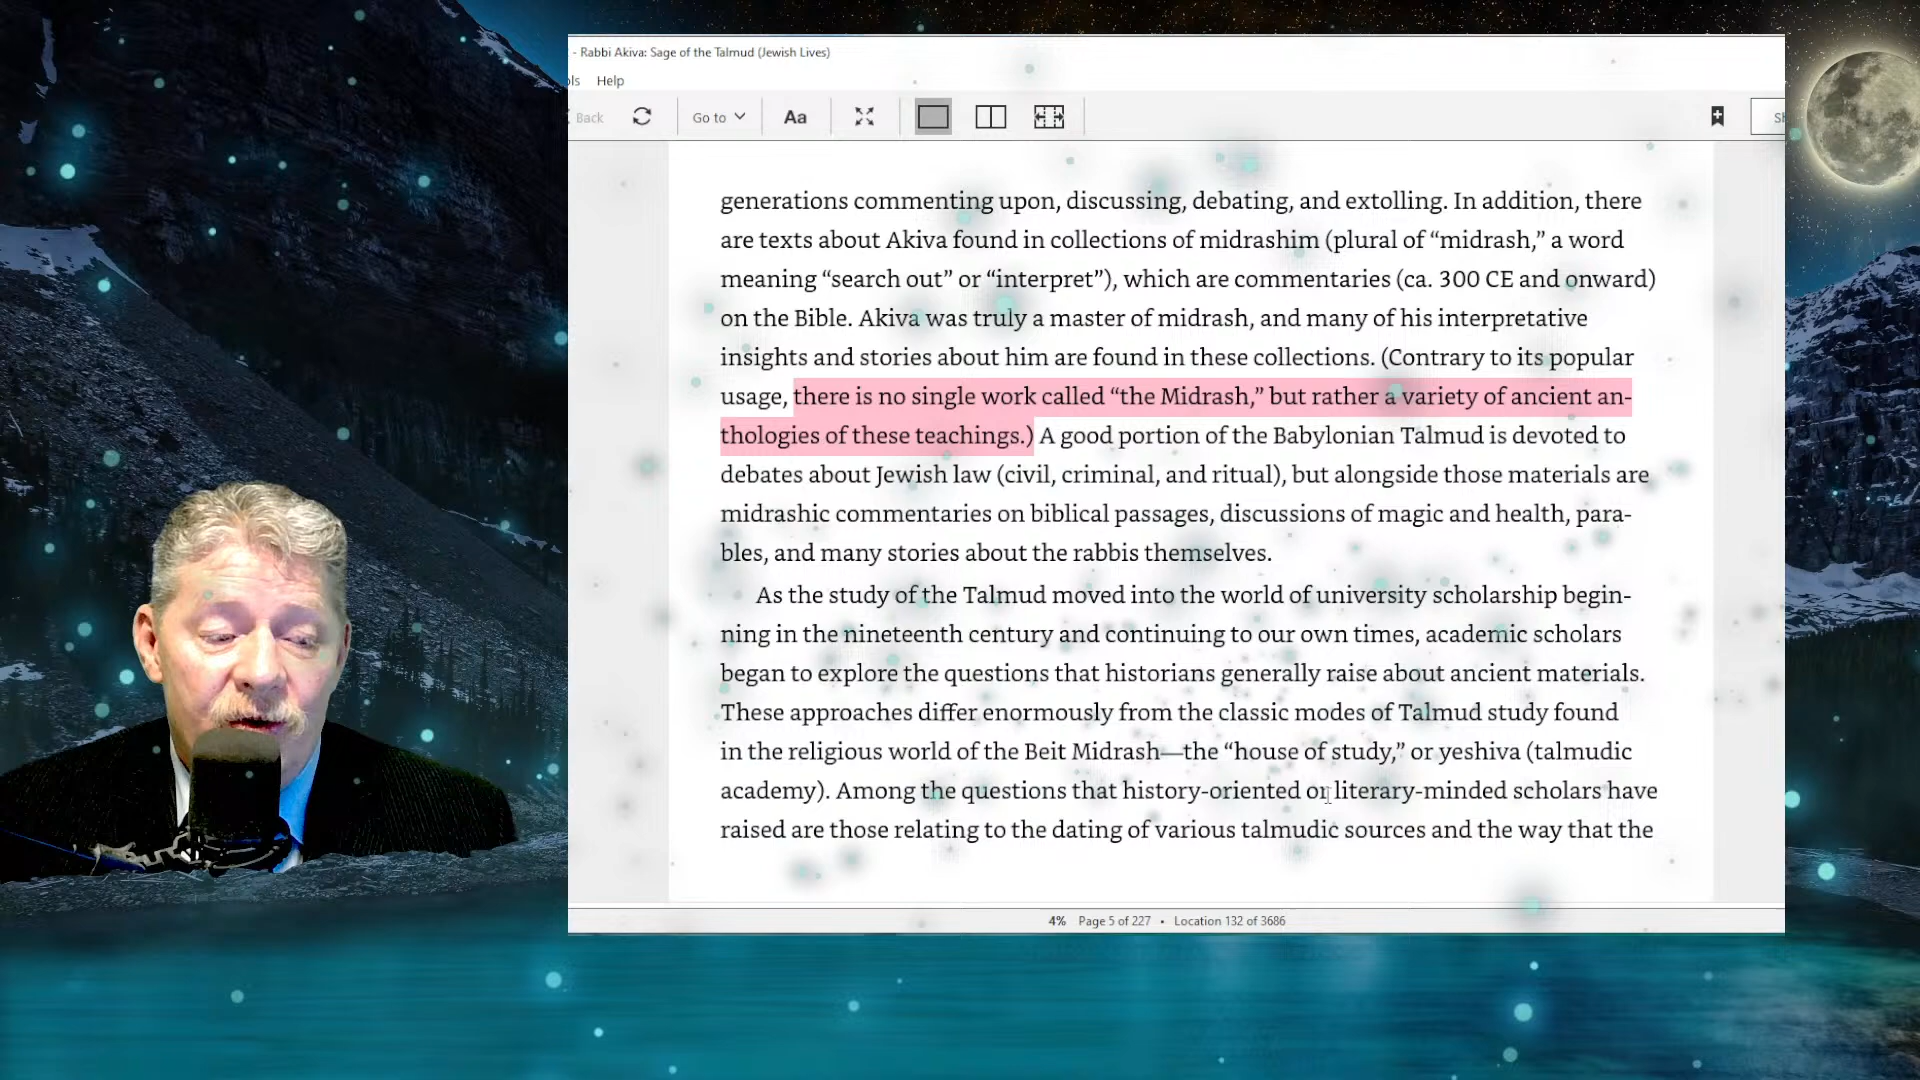 - Rabbi Akiva: Sage of the Talmud (Jewish Lives)
ols Help
Back Go to Aa
generations commenting upon, discussing, debating, and extolling. In addition, there
are texts about Akiva found in collections of midrashim (plural of “midrash,” a word
meaning “search out” or “interpret”), which are commentaries (ca. 300 CE and onward)
on the Bible. Akiva was truly a master of midrash, and many of his interpretative
insights and stories about him are found in these collections. (Contrary to its popular
usage, there is no single work called “the Midrash,” but rather a variety of ancient an-
thologies of these teachings.) A good portion of the Babylonian Talmud is devoted to
debates about Jewish law (civil, criminal, and ritual), but alongside those materials are
midrashic commentaries on biblical passages, discussions of magic and health, para-
bles, and many stories about the rabbis themselves.
As the study of the Talmud moved into the world of university scholarship begin-
ning in the nineteenth century and continuing to our own times, academic scholars
began to explore the questions that historians generally raise about ancient materials.
These approaches differ enormously from the classic modes of Talmud study found
in the religious world of the Beit Midrash—the “house of study,” or yeshiva (talmudic
academy). Among the questions that history-oriented or literary-minded scholars have
raised are those relating to the dating of various talmudic sources and the way that the
4% Page 5 of 227 • Location 132 of 3686